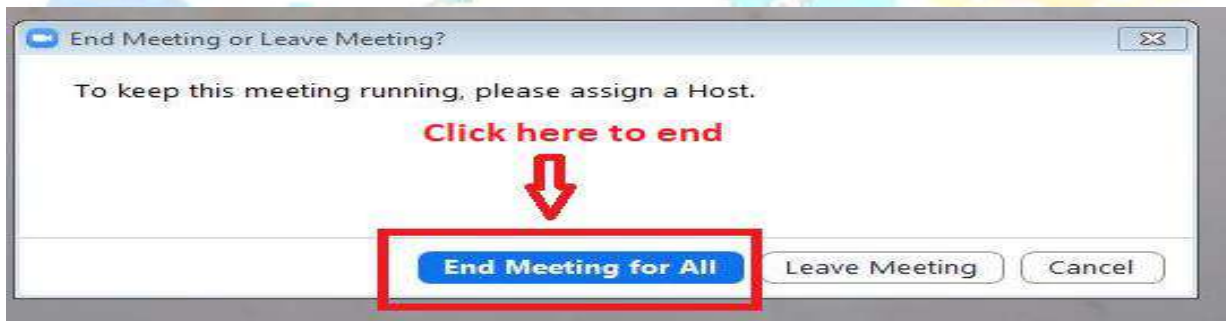 End Meeting or Leave Meeting?
To keep this meeting running, please assign a Host.
Click here to end
End Meeting for All
Leave Meeting
Cancel